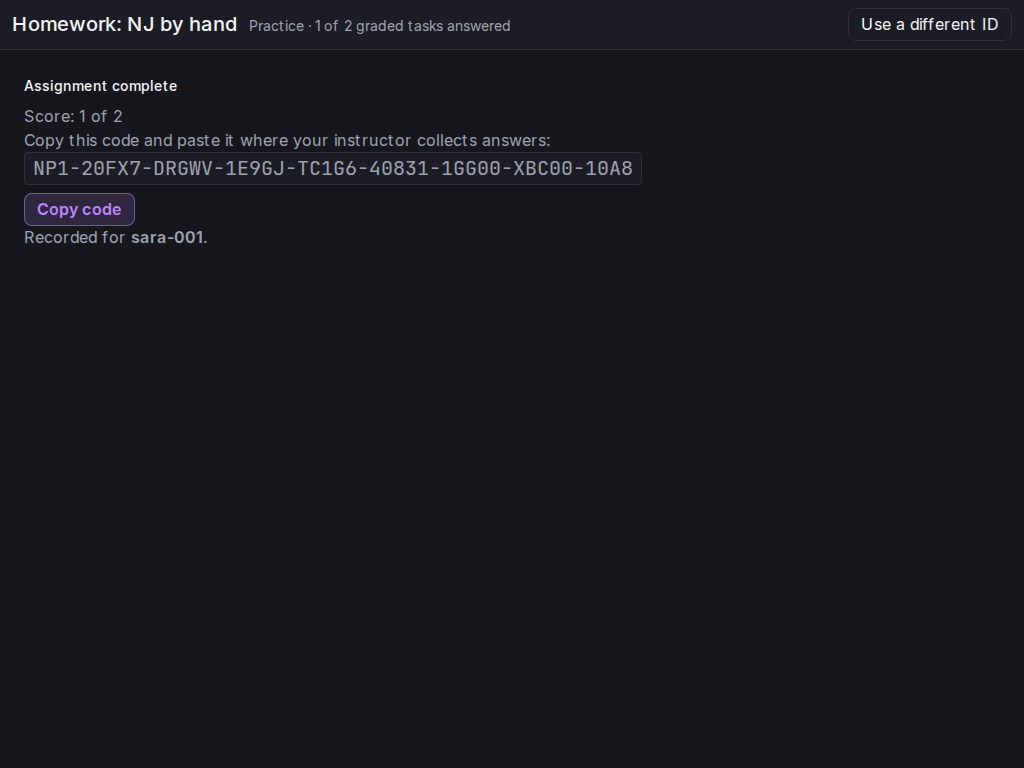 Homework: NJ by hand Practice · 1 of 2 graded tasks answered Use a different ID
Assignment complete
Score: 1 of 2
Copy this code and paste it where your instructor collects answers:
NP1-20FX7-DRGWV-1E9GJ-TC1G6-40831-1GG00-XBC00-10A8
Copy code
Recorded for sara-001.